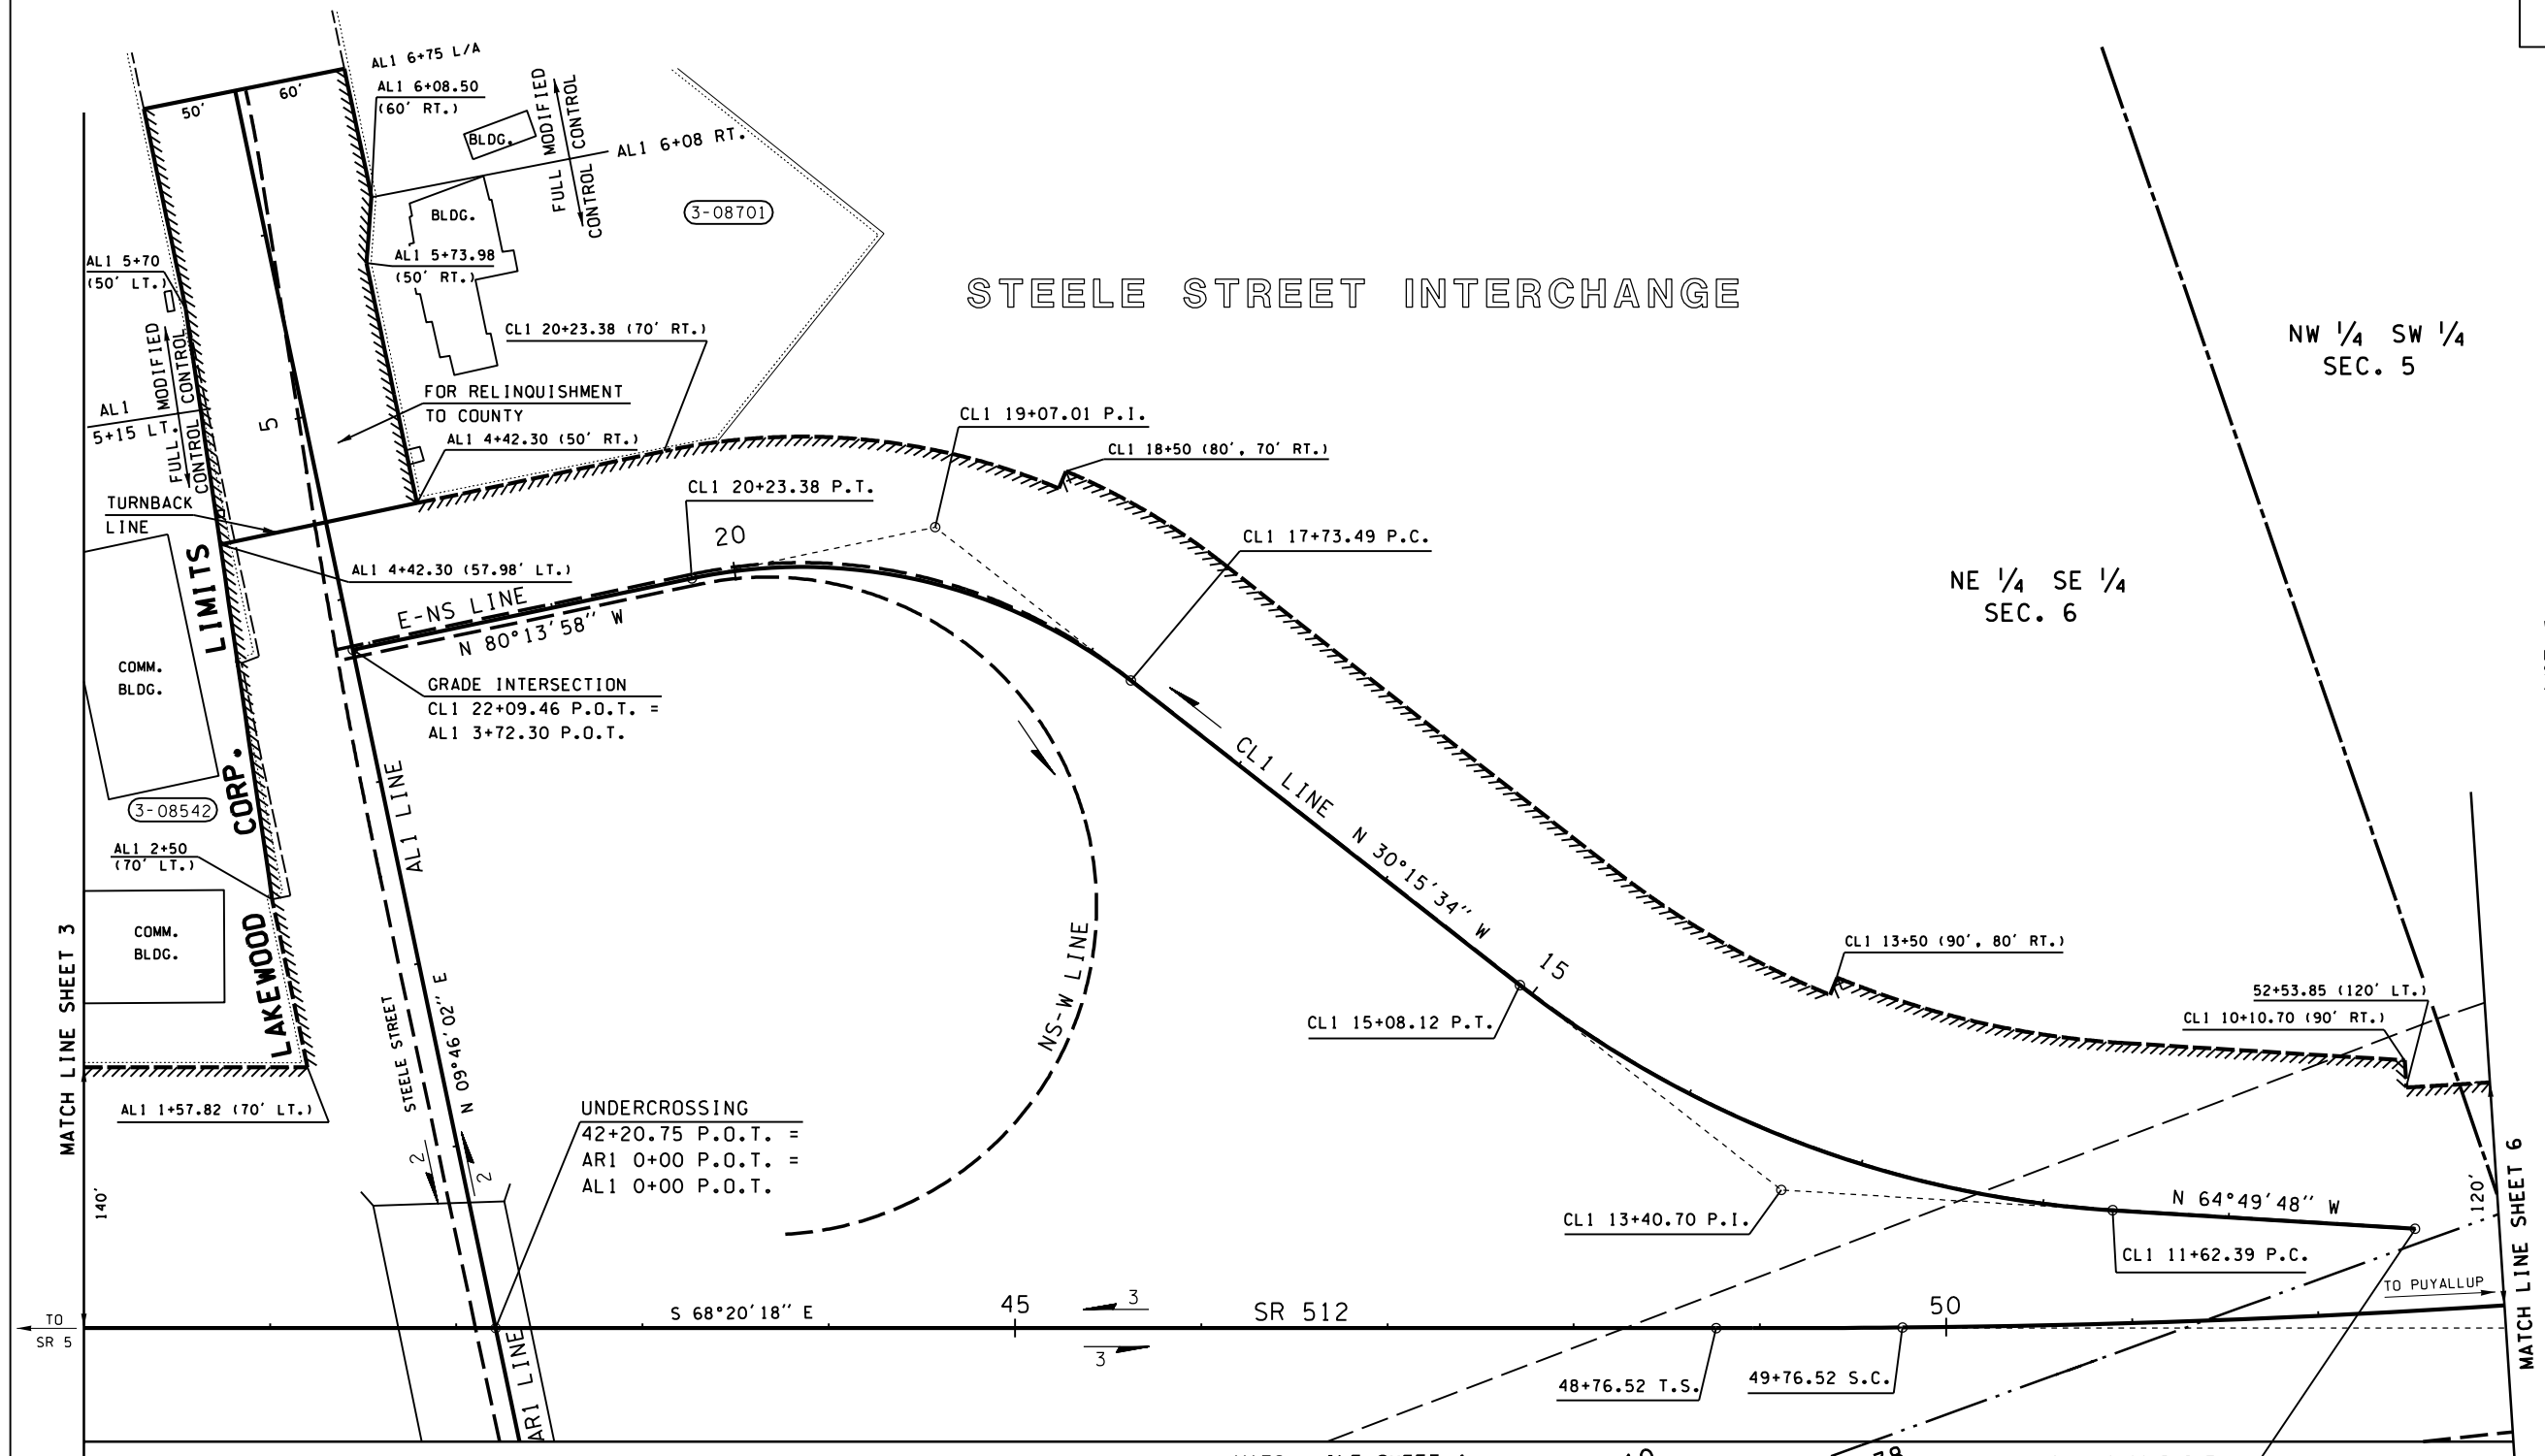 AL1 6+75 L/A
AL1 6+08.50
(60' RT.)
50'
60'
BLDG.
FULL CONTROL
MODIFIED CONTROL
AL1 6+08 RT.
3-08701
BLDG.
AL1 5+73.98
(50' RT.)
AL1 5+70
(50' LT.)
STEELE STREET INTERCHANGE
CL1 20+23.38 (70' RT.)
NW 1/4 SW 1/4
SEC. 5
MODIFIED CONTROL
FULL CONTROL
AL1
5+15 LT.
5
FOR RELINQUISHMENT
TO COUNTY
AL1 4+42.30 (50' RT.)
CL1 19+07.01 P.I.
CL1 18+50 (80', 70' RT.)
TURNBACK
LINE
CL1 20+23.38 P.T.
20
CL1 17+73.49 P.C.
AL1 4+42.30 (57.98' LT.)
NE 1/4 SE 1/4
SEC. 6
E-NS LINE
N 80°13'58" W
COMM.
BLDG.
GRADE INTERSECTION
CL1 22+09.46 P.O.T. =
AL1 3+72.30 P.O.T.
LAKEWOOD CORP. LIMITS
AL1 LINE
3-08542
CL1 LINE N 30°15'34" W
AL1 2+50
(70' LT.)
COMM.
BLDG.
15
CL1 13+50 (90', 80' RT.)
NS-W LINE
52+53.85 (120' LT.)
CL1 10+10.70 (90' RT.)
CL1 15+08.12 P.T.
STEELE STREET
N 09°46'02" E
MATCH LINE SHEET 3
AL1 1+57.82 (70' LT.)
UNDERCROSSING
42+20.75 P.O.T. =
AR1 0+00 P.O.T. =
AL1 0+00 P.O.T.
2
2
140'
CL1 13+40.70 P.I.
N 64°49'48" W
120'
CL1 11+62.39 P.C.
MATCH LINE SHEET 6
TO PUYALLUP
TO
SR 5
S 68°20'18" E
45
3
SR 512
50
3
AR1 LINE
48+76.52 T.S.
49+76.52 S.C.